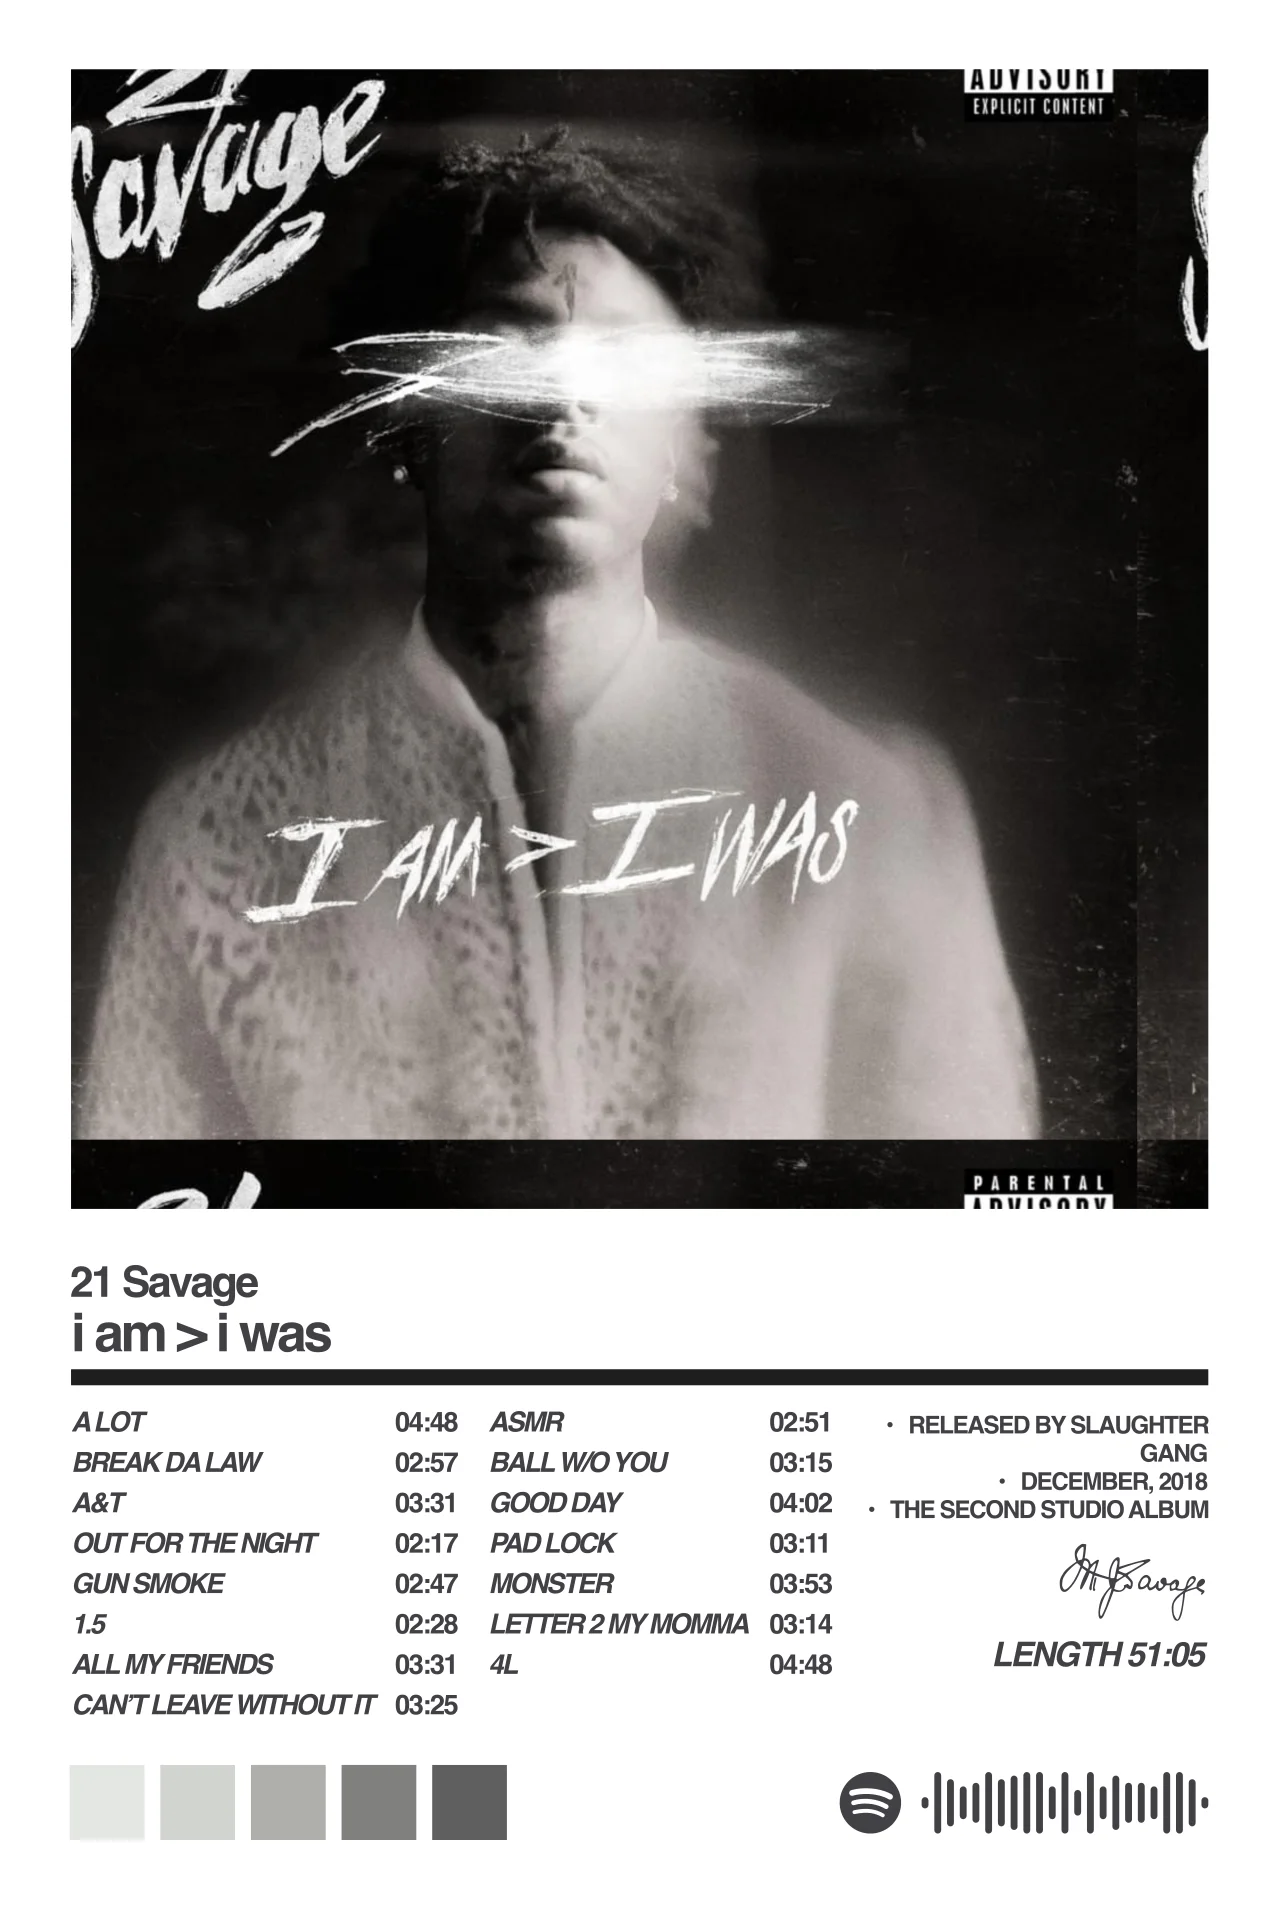 21
Savage
ADVISORY
EXPLICIT CONTENT
I AM > I WAS
PARENTAL
ADVISORY
21 Savage
i am > i was
A LOT 04:48
BREAK DA LAW 02:57
A&T 03:31
OUT FOR THE NIGHT 02:17
GUN SMOKE 02:47
1.5 02:28
ALL MY FRIENDS 03:31
CAN'T LEAVE WITHOUT IT 03:25
ASMR 02:51
BALL W/O YOU 03:15
GOOD DAY 04:02
PAD LOCK 03:11
MONSTER 03:53
LETTER 2 MY MOMMA 03:14
4L 04:48
• RELEASED BY SLAUGHTER
GANG
• DECEMBER, 2018
• THE SECOND STUDIO ALBUM
LENGTH 51:05